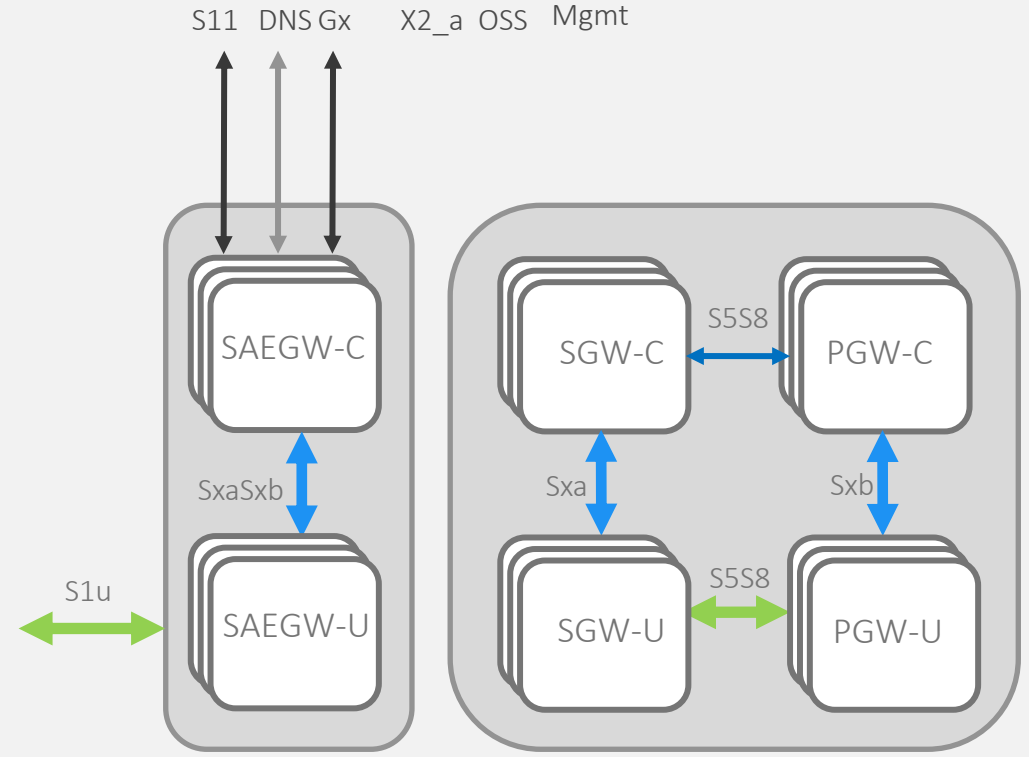 S11 DNS Gx X2_a OSS Mgmt
SAEGW-C
SGW-C
S5S8
PGW-C
SxaSxb
Sxa
Sxb
S1u
SAEGW-U
SGW-U
S5S8
PGW-U